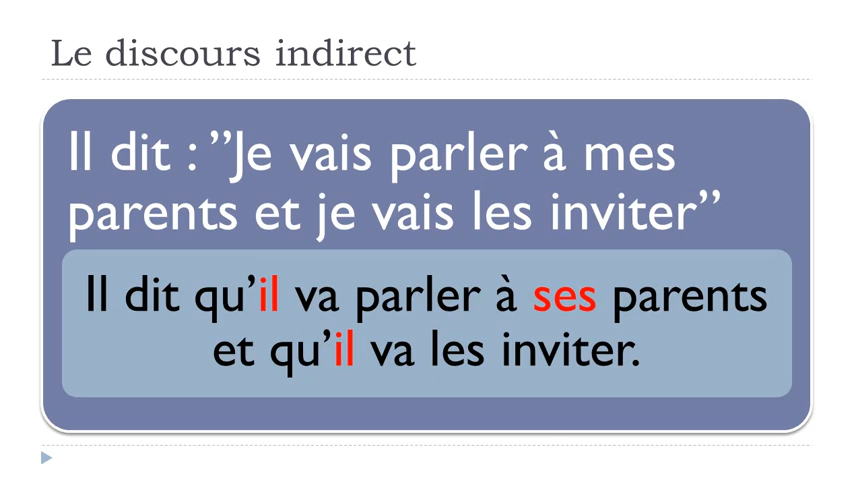 Le discours indirect
Il dit : ”Je vais parler à mes
parents et je vais les inviter”
Il dit qu’il va parler à ses parents
et qu’il va les inviter.